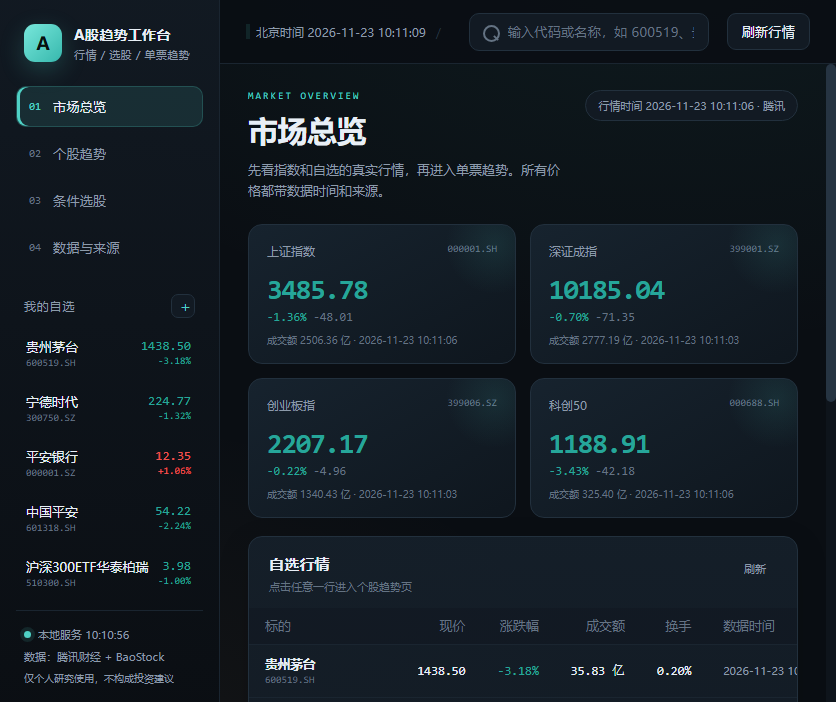 A
A股趋势工作台
行情 / 选股 / 单票趋势
01 市场总览
02 个股趋势
03 条件选股
04 数据与来源
我的自选
+
贵州茅台 1438.50
600519.SH -3.18%
宁德时代 224.77
300750.SZ -1.32%
平安银行 12.35
000001.SZ +1.06%
中国平安 54.22
601318.SH -2.24%
沪深300ETF华泰柏瑞 3.98
510300.SH -1.00%
本地服务 10:10:56
数据: 腾讯财经 + BaoStock
仅个人研究使用，不构成投资建议
北京时间 2026-11-23 10:11:09 /
输入代码或名称，如 600519、
刷新行情
MARKET OVERVIEW
市场总览
行情时间 2026-11-23 10:11:06 · 腾讯
先看指数和自选的真实行情，再进入单票趋势。所有价
格都带数据时间和来源。
上证指数 000001.SH
3485.78
-1.36% -48.01
成交额 2506.36 亿 · 2026-11-23 10:11:06
深证成指 399001.SZ
10185.04
-0.70% -71.35
成交额 2777.19 亿 · 2026-11-23 10:11:03
创业板指 399006.SZ
2207.17
-0.22% -4.96
成交额 1340.43 亿 · 2026-11-23 10:11:03
科创50 000688.SH
1188.91
-3.43% -42.18
成交额 325.40 亿 · 2026-11-23 10:11:06
自选行情
刷新
点击任意一行进入个股趋势页
标的 现价 涨跌幅 成交额 换手 数据时间
贵州茅台
600519.SH
1438.50 -3.18% 35.83 亿 0.20% 2026-11-23 10